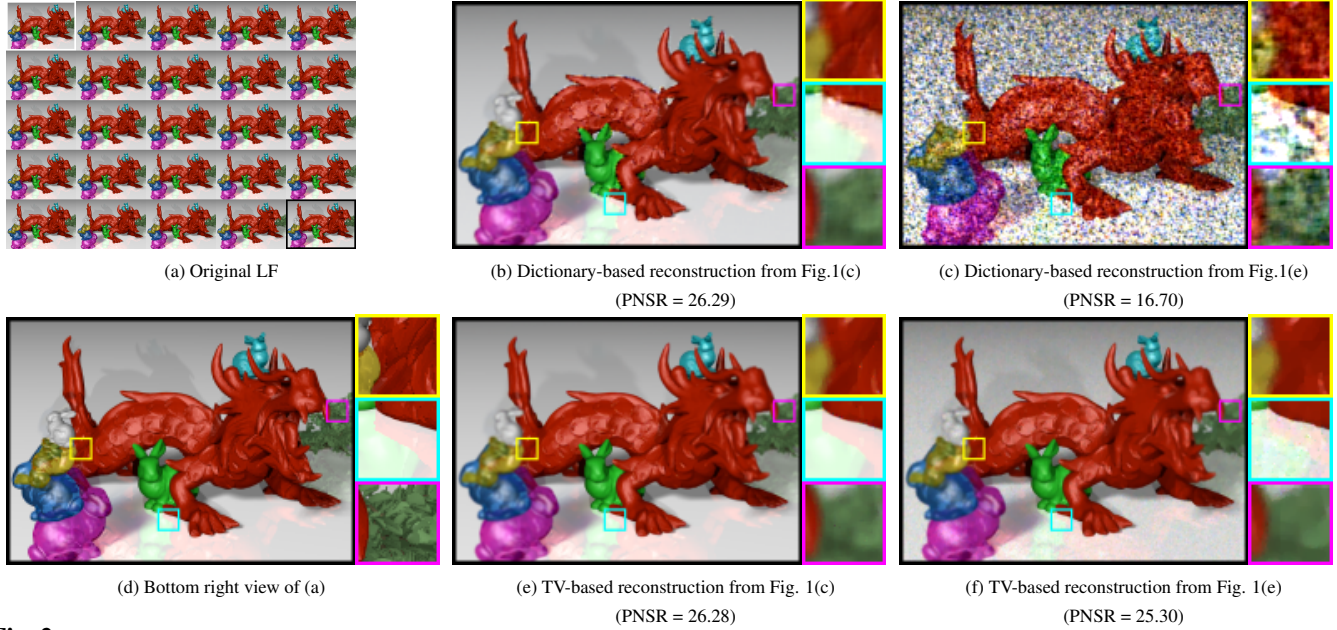 (a) Original LF
(b) Dictionary-based reconstruction from Fig.1(c)
(PNSR = 26.29)
(c) Dictionary-based reconstruction from Fig.1(e)
(PNSR = 16.70)
(d) Bottom right view of (a)
(e) TV-based reconstruction from Fig. 1(c)
(PNSR = 26.28)
(f) TV-based reconstruction from Fig. 1(e)
(PNSR = 25.30)